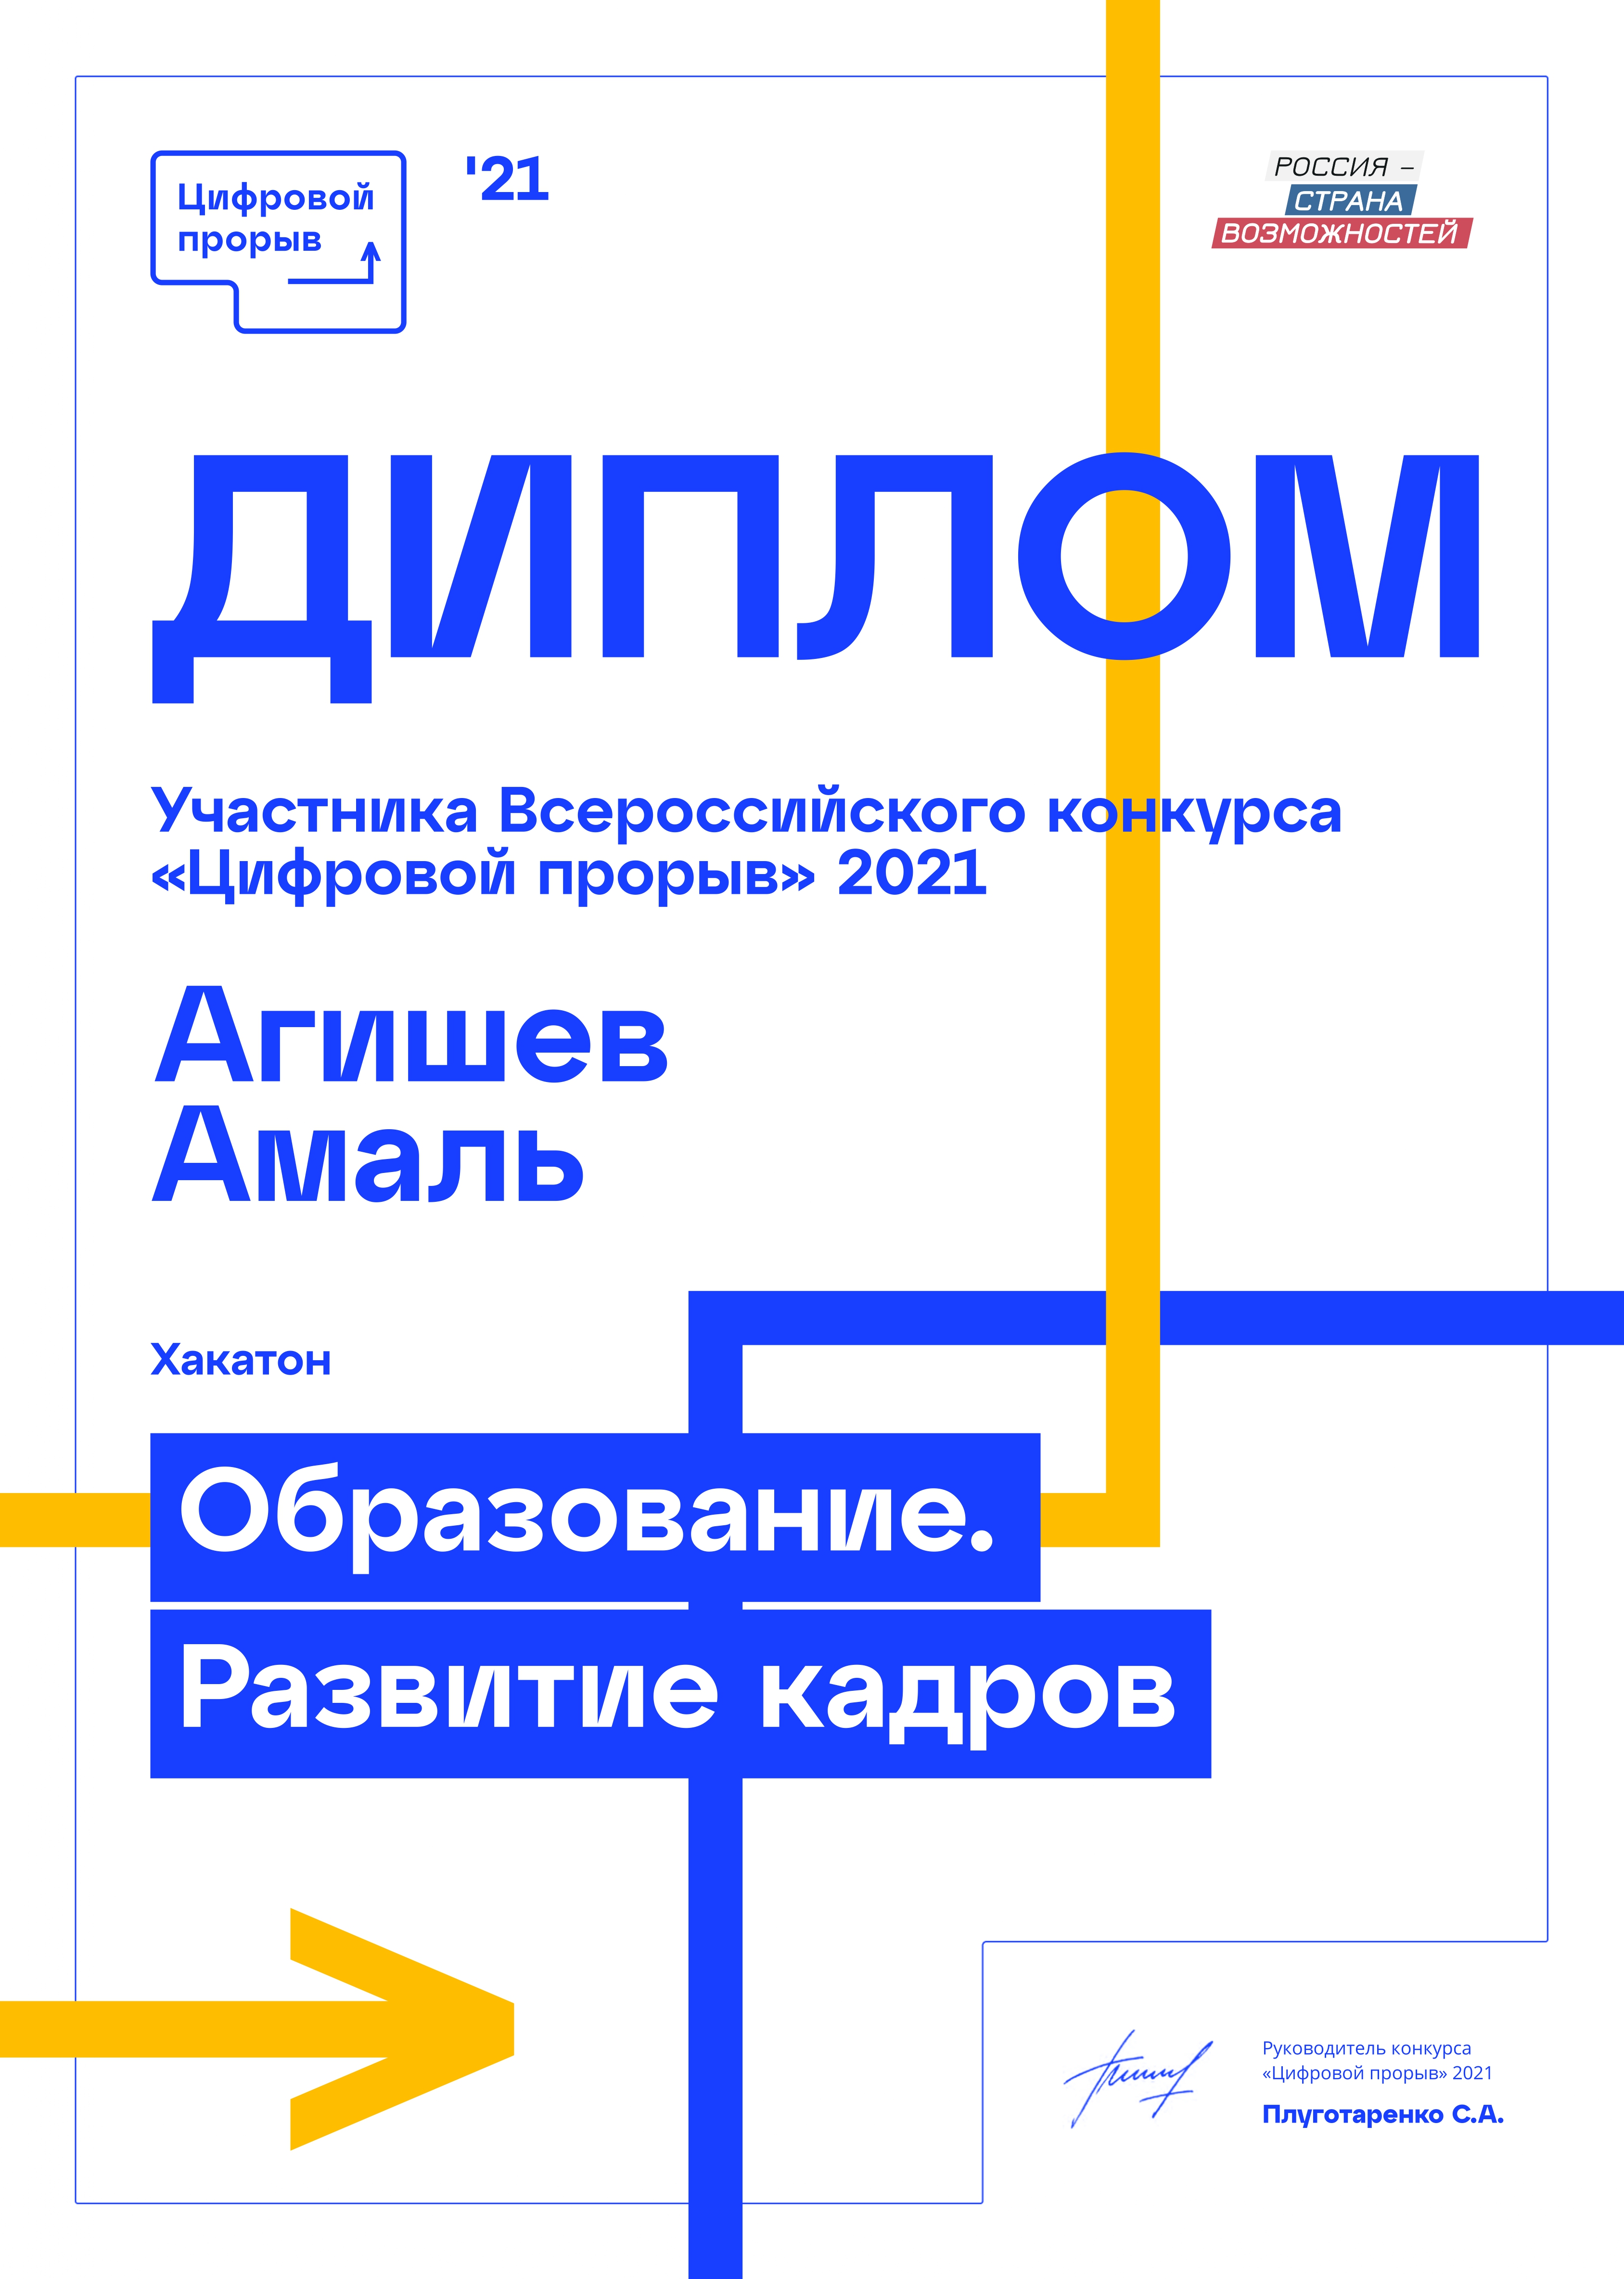 Цифровой
прорыв
'21
РОССИЯ –
СТРАНА
ВОЗМОЖНОСТЕЙ
ДИПЛОМ
Участника Всероссийского конкурса
«Цифровой прорыв» 2021
Агишев
Амаль
Хакатон
Образование.
Развитие кадров
Руководитель конкурса
«Цифровой прорыв» 2021
Плуготаренко С.А.